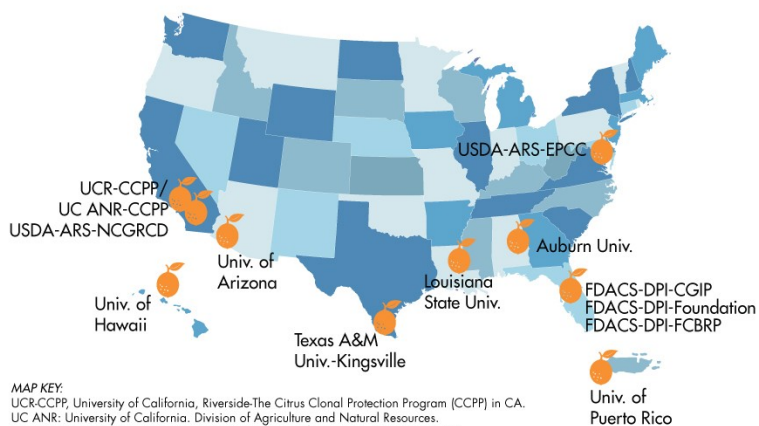 USDA-ARS-EPCC
UCR-CCPP/
UC ANR-CCPP
USDA-ARS-NCGRCD
Univ. of
Arizona
Auburn Univ.
Louisiana
State Univ.
FDACS-DPI-CGIP
FDACS-DPI-Foundation
FDACS-DPI-FCBRP
Univ. of
Hawaii
Texas A&M
Univ.-Kingsville
Univ. of
Puerto Rico
MAP KEY:
UCR-CCPP, University of California, Riverside-The Citrus Clonal Protection Program (CCPP) in CA.
UC ANR: University of California. Division of Agriculture and Natural Resources.